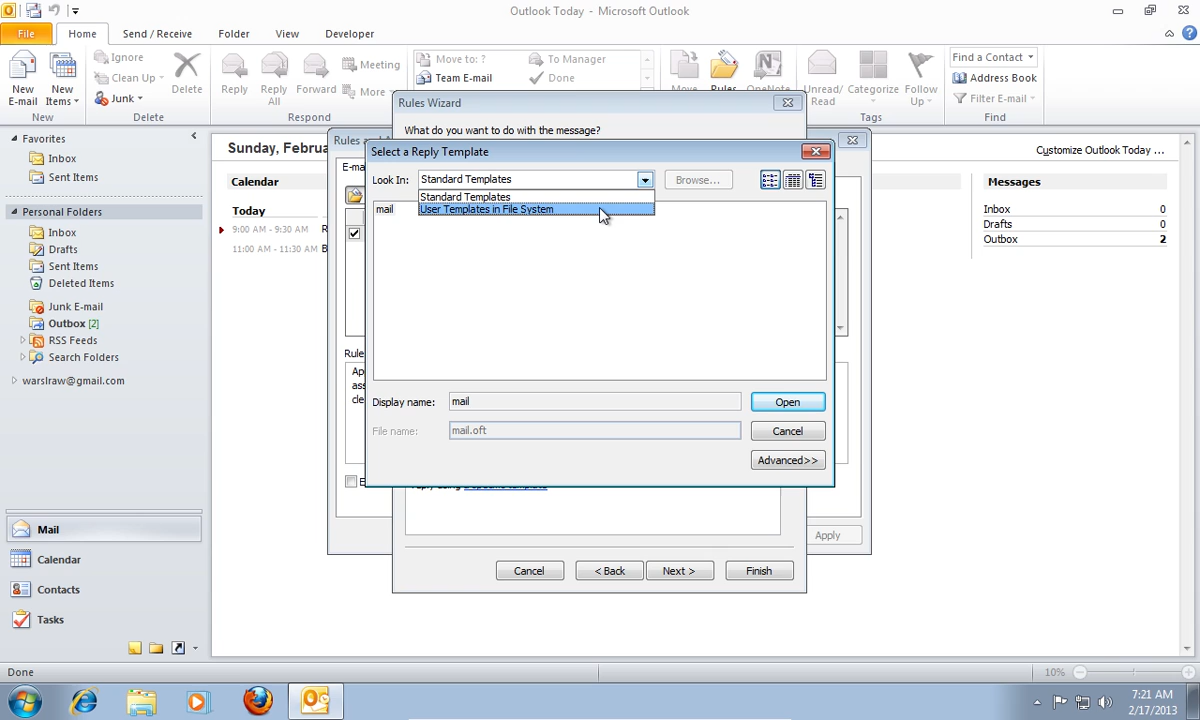 Outlook Today - Microsoft Outlook
File
Home
Send / Receive
Folder
View
Developer
Ignore
Clean Up
Junk
Delete
New E-mail
New Items
Reply
Reply All
Forward
Meeting
More
Move to: ?
Team E-mail
To Manager
Done
Move
Rules
OneNote
Unread/ Read
Categorize
Follow Up
Find a Contact
Address Book
Filter E-mail
New
Delete
Respond
Tags
Find
Favorites
Inbox
Sent Items
Personal Folders
Inbox
Drafts
Sent Items
Deleted Items
Junk E-mail
Outbox [2]
RSS Feeds
Search Folders
warslraw@gmail.com
Mail
Calendar
Contacts
Tasks
Sunday, Februa
Customize Outlook Today ...
Calendar
Today
9:00 AM - 9:30 AM
11:00 AM - 11:30 AM
Messages
Inbox 0
Drafts 0
Outbox 2
Rules and A
E-ma
Rule
Ap
ass
cle
E
Apply
Rules Wizard
What do you want to do with the message?
Select a Reply Template
Look In:
Standard Templates
Browse...
Standard Templates
User Templates in File System
mail
Display name:
mail
Open
File name:
mail.oft
Cancel
Advanced>>
Cancel
< Back
Next >
Finish
Done
10%
7:21 AM
2/17/2013